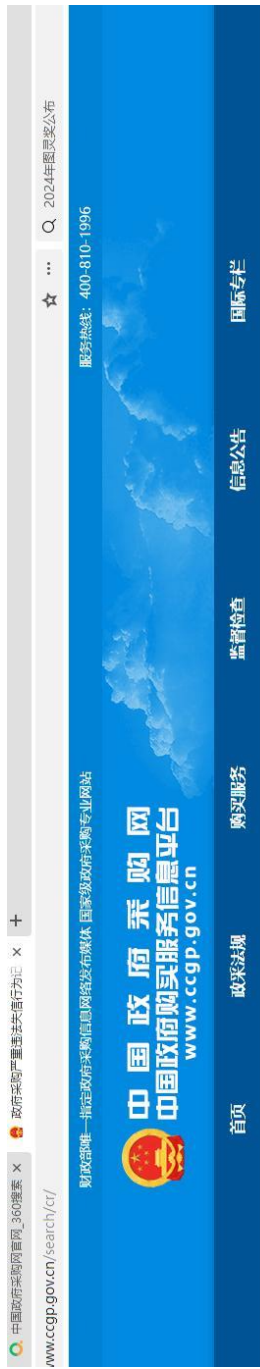 中国政府采购网官网_360搜索 × 政府采购严重违法失信行为记 × +
www.ccgp.gov.cn/search/cr/ 2024年图灵奖公布
财政部唯一指定政府采购信息网络发布媒体 国家级政府采购专业网站 服务热线：400-810-1996
中国政府采购网
中国政府购买服务信息平台
www.ccgp.gov.cn
首页 政采法规 购买服务 监督检查 信息公告 国际专栏